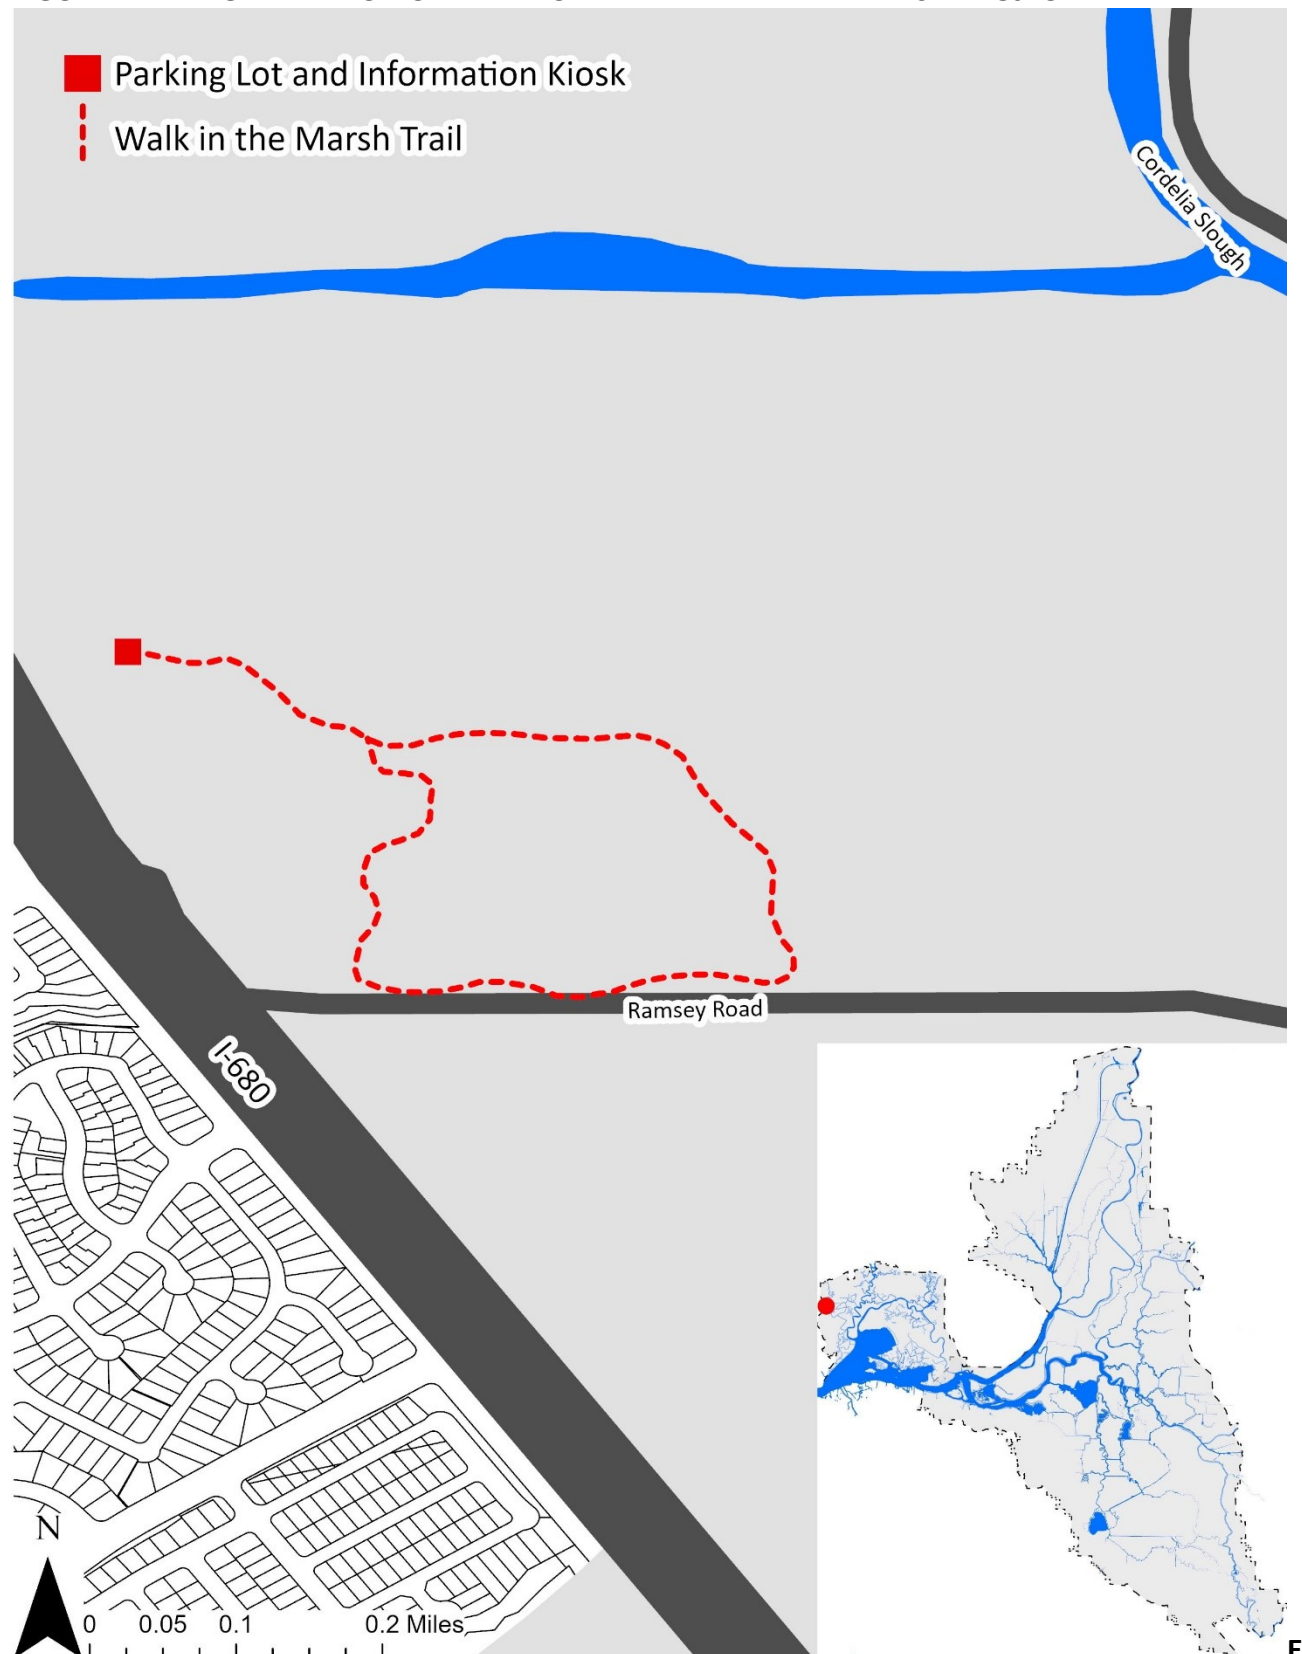 Parking Lot and Information Kiosk
Walk in the Marsh Trail
Cordelia Slough
Ramsey Road
I-680
N
0 0.05 0.1 0.2 Miles